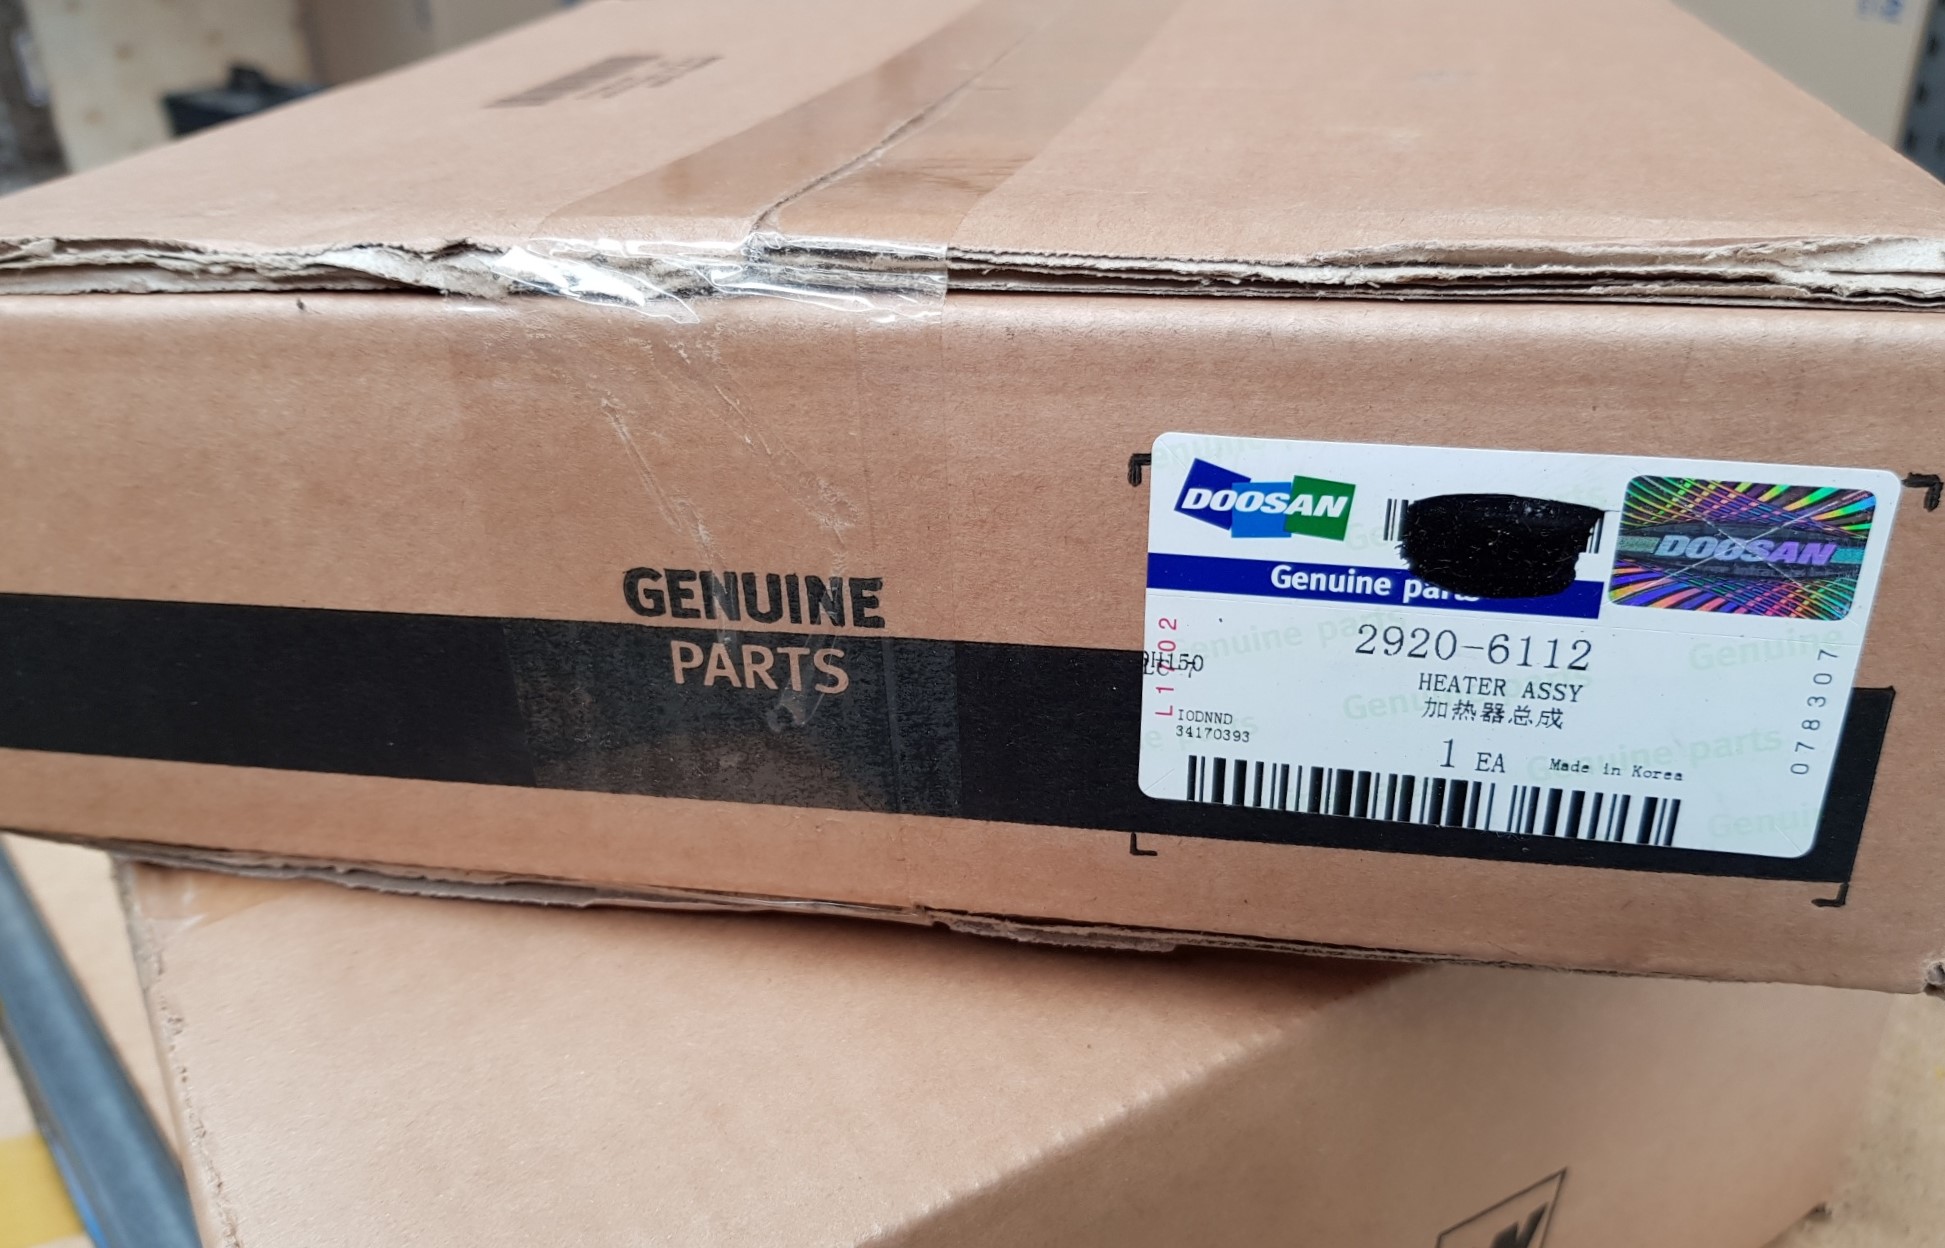 GENUINE
PARTS
DOOSAN
DOOSAN
Genuine parts
2920-6112
HEATER ASSY
加热器总成
IODNND
34170393
1 EA
Made in Korea
078307